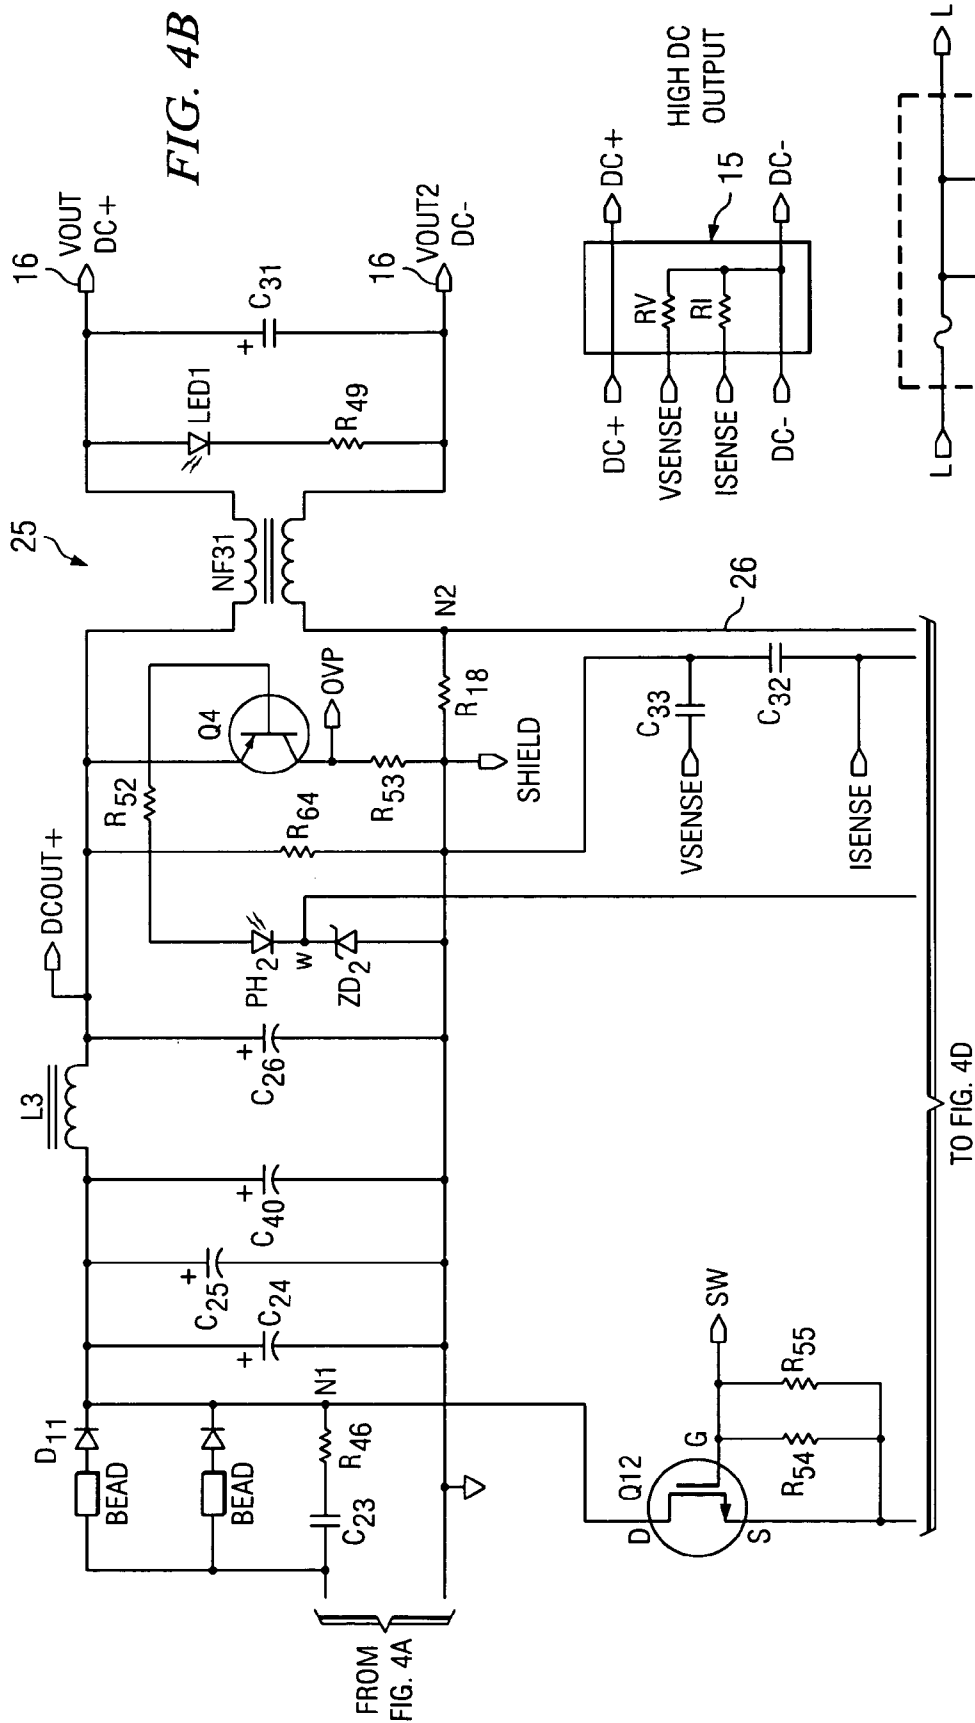 FIG. 4B
25
DCOUT+
16
VOUT
DC+
L3
D11
BEAD
BEAD
N1
R46
C23
C24
C25
C40
C26
PH2
W
ZD2
R52
R64
Q4
OVP
R53
SHIELD
R18
N2
NF31
LED1
R49
C31
+
+
+
+
+
16
VOUT2
DC-
FROM
FIG. 4A
Q12
D
G
S
SW
R54
R55
VSENSE
C33
C32
ISENSE
26
TO FIG. 4D
HIGH DC
OUTPUT
15
DC+
DC+
VSENSE
RV
ISENSE
RI
DC-
DC-
L
L